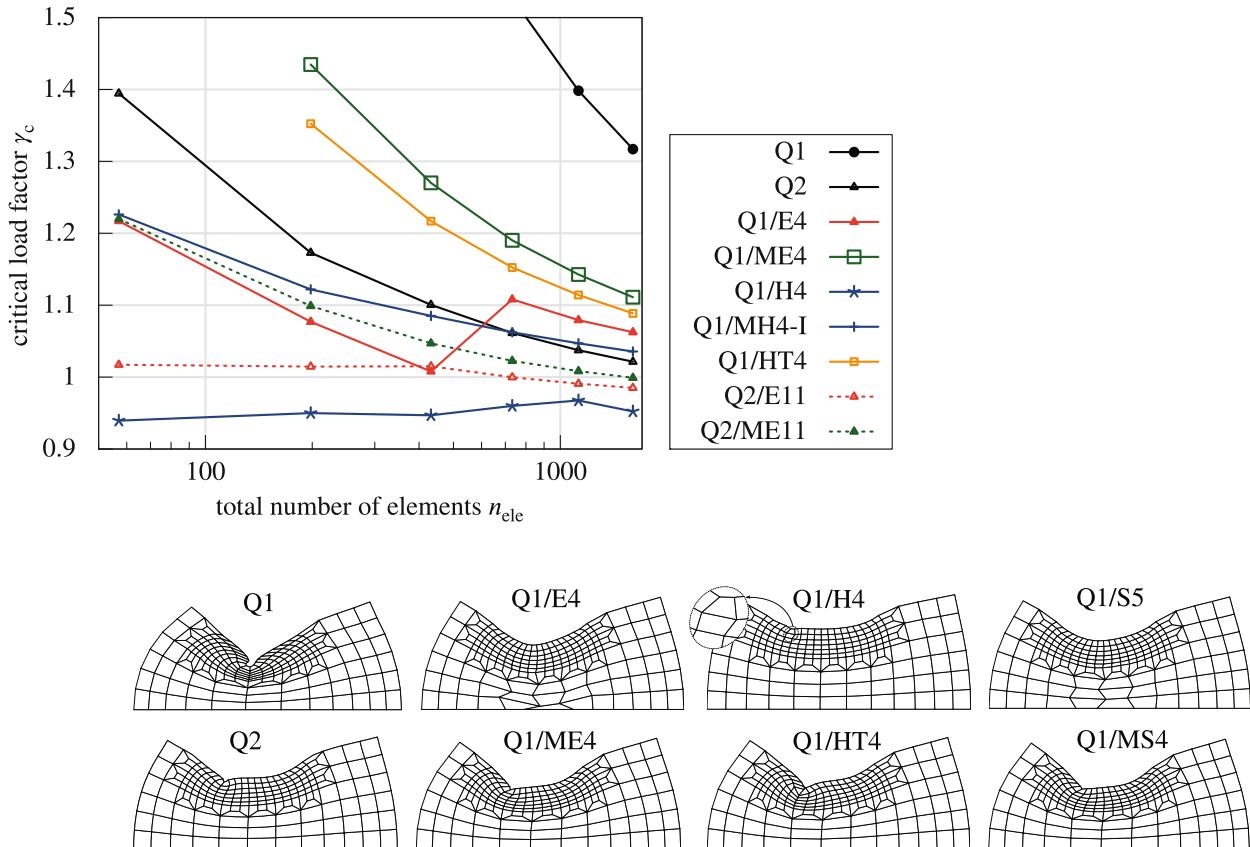 1.5
1.4
1.3
1.2
1.1
1
0.9
critical load factor γc
100 1000
total number of elements nele
Q1
Q2
Q1/E4
Q1/ME4
Q1/H4
Q1/MH4-I
Q1/HT4
Q2/E11
Q2/ME11
Q1 Q1/E4 Q1/H4 Q1/S5
Q2 Q1/ME4 Q1/HT4 Q1/MS4